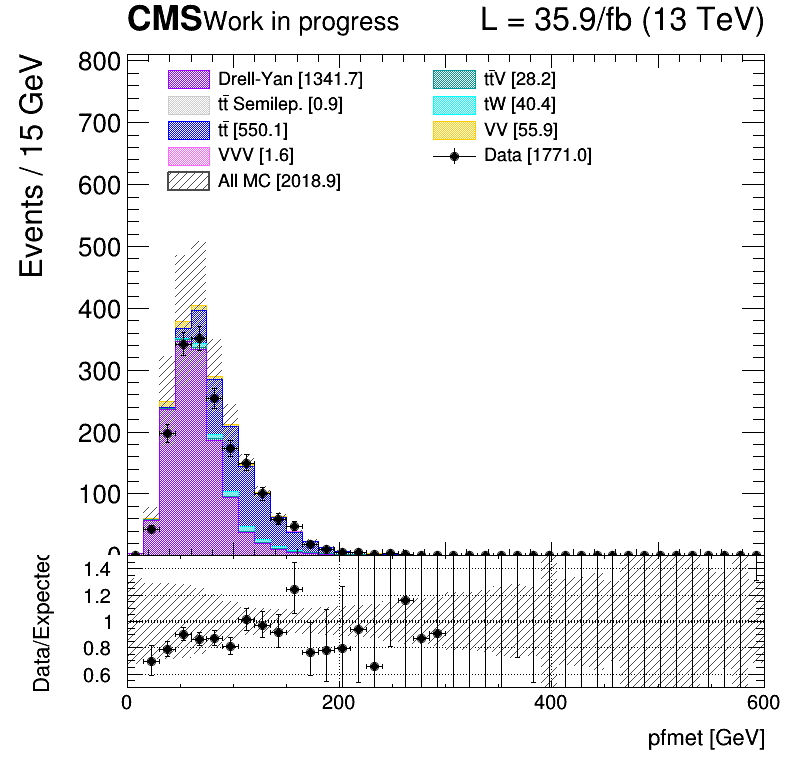 CMS Work in progress L = 35.9/fb (13 TeV)
Events / 15 GeV
800
700
600
500
400
300
200
100
0
Drell-Yan [1341.7]
tt̄ Semilep. [0.9]
tt̄ [550.1]
VVV [1.6]
All MC [2018.9]
tt̄V [28.2]
tW [40.4]
VV [55.9]
Data [1771.0]
Data/Expected
1.4
1.2
1
0.8
0.6
0 200 400 600
pfmet [GeV]